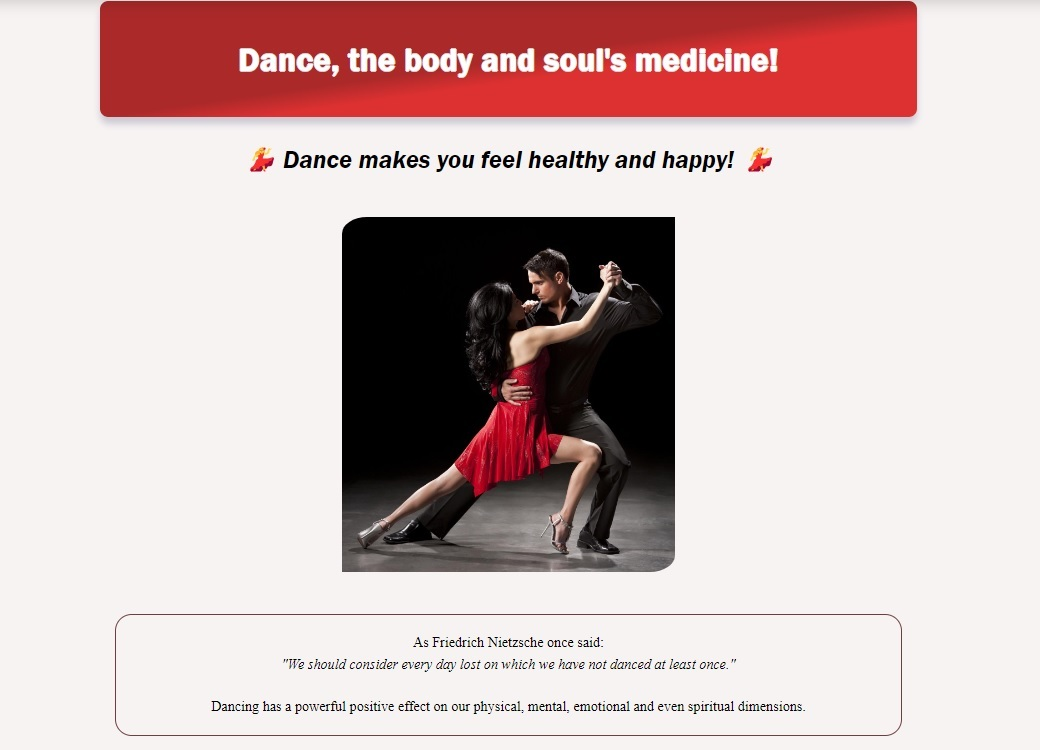 Dance, the body and soul's medicine!
💃 Dance makes you feel healthy and happy! 💃
As Friedrich Nietzsche once said:
"We should consider every day lost on which we have not danced at least once."
Dancing has a powerful positive effect on our physical, mental, emotional and even spiritual dimensions.